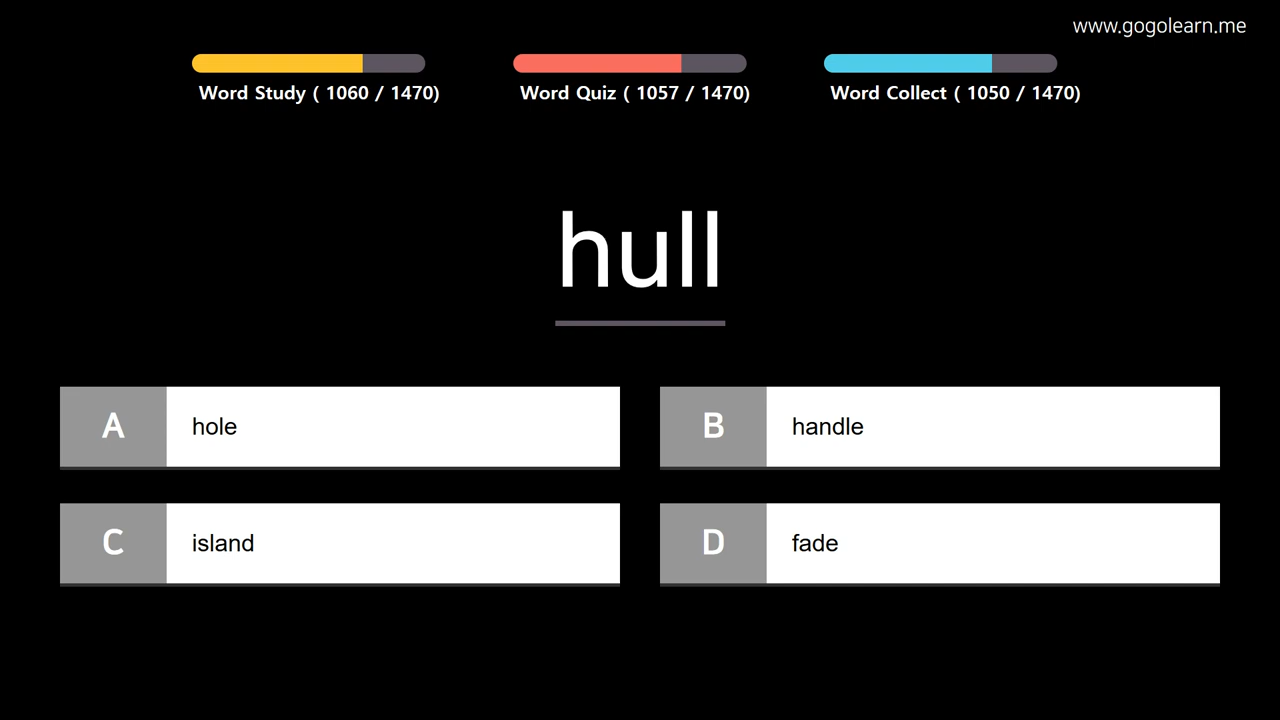 www.gogolearn.me
Word Study ( 1060 / 1470)
Word Quiz ( 1057 / 1470)
Word Collect ( 1050 / 1470)
hull
A hole
B handle
C island
D fade